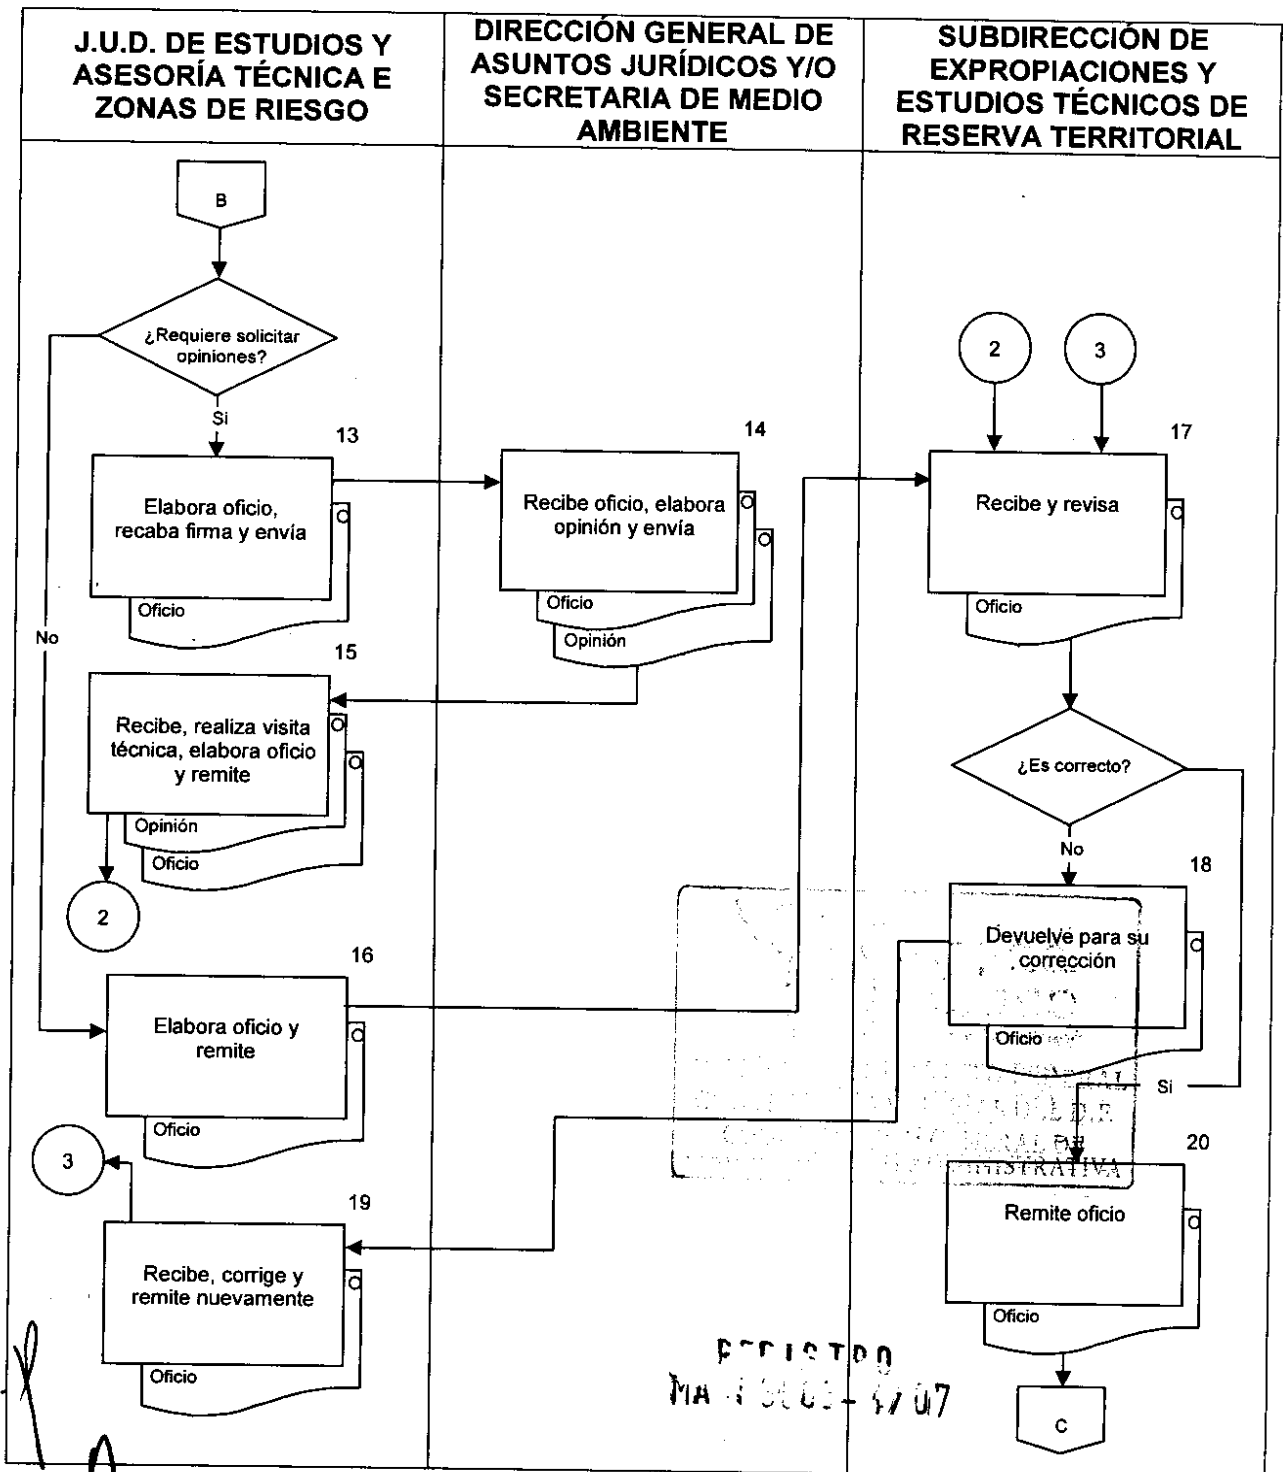 J.U.D. DE ESTUDIOS Y
ASESORÍA TÉCNICA E
ZONAS DE RIESGO
DIRECCIÓN GENERAL DE
ASUNTOS JURÍDICOS Y/O
SECRETARIA DE MEDIO
AMBIENTE
SUBDIRECCIÓN DE
EXPROPIACIONES Y
ESTUDIOS TÉCNICOS DE
RESERVA TERRITORIAL
B
¿Requiere solicitar
opiniones?
Si
No
13
Elabora oficio,
recaba firma y envía
Oficio
14
Recibe oficio, elabora
opinión y envía
Oficio
Opinión
15
Recibe, realiza visita
técnica, elabora oficio
y remite
Opinión
Oficio
2
16
Elabora oficio y
remite
Oficio
2
3
17
Recibe y revisa
Oficio
¿Es correcto?
No
18
Devuelve para su
corrección
Oficio
Si
3
19
Recibe, corrige y
remite nuevamente
Oficio
20
Remite oficio
Oficio
C
REGISTRO